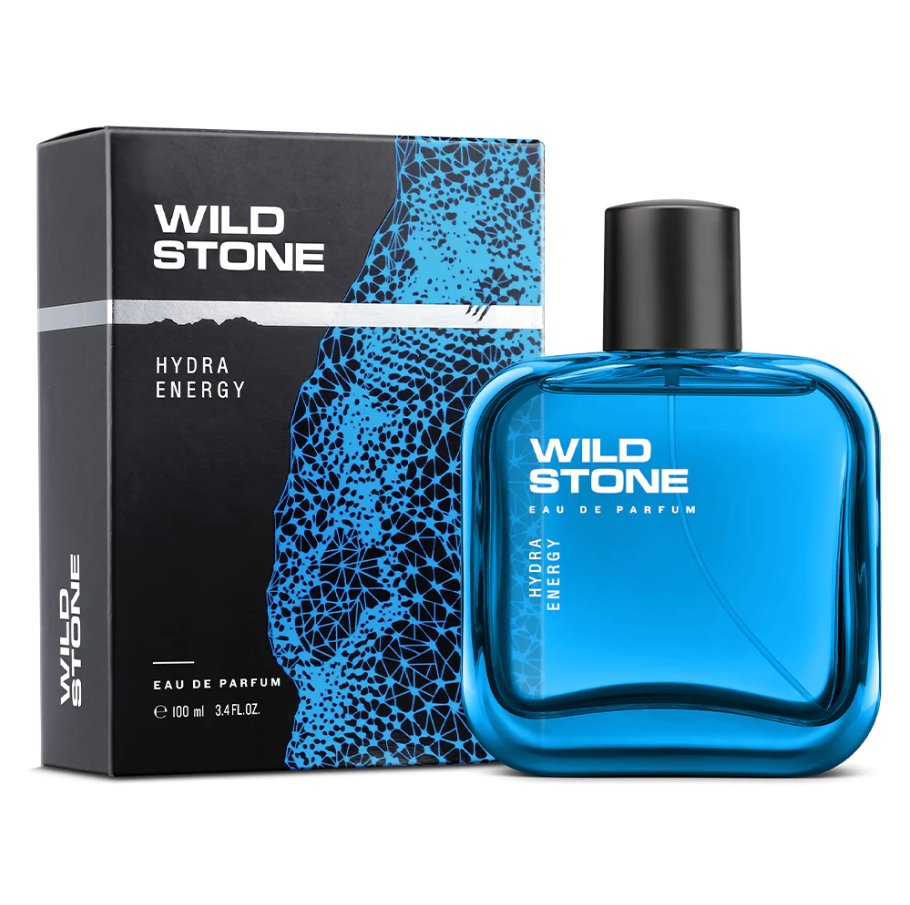 WILD
STONE
HYDRA
ENERGY
EAU DE PARFUM
℮ 100 ml 3.4 FL.OZ.
WILD
STONE
WILD
STONE
EAU DE PARFUM
HYDRA
ENERGY